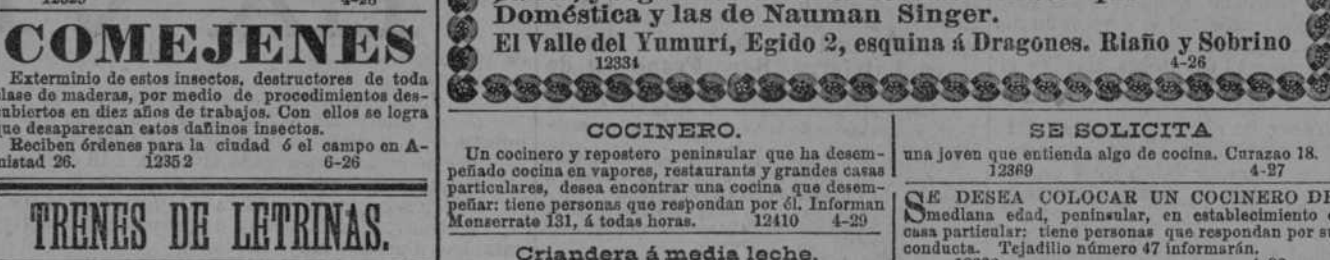 COMEJENES
Exterminio de estos insectos, destructores de toda
clase de maderas, por medio de procedimientos des-
cubiertos en diez años de trabajos. Con ellos se logra
que desaparezcan estos dañinos insectos.
Reciben órdenes para la ciudad ó el campo en A-
mistad 26. 12352 6-26
TRENES DE LETRINAS.
Doméstica y las de Nauman Singer.
El Valle del Yumurí, Egido 2, esquina á Dragones. Riaño y Sobrino
12334 4-26
COCINERO.
Un cocinero y repostero peninsular que ha desem-
peñado cocina en vapores, restaurants y grandes casas
particulares, desea encontrar una cocina que desem-
peñar: tiene personas que respondan por él. Informan
Monserrate 131, á todas horas. 12410 4-29
Criandera á media leche.
SE SOLICITA
una joven que entienda algo de cocina. Curazao 18.
12369 4-27
SE DESEA COLOCAR UN COCINERO DE
mediana edad, peninsular, en establecimiento
casa particular: tiene personas que respondan por su
conducta. Tejadillo número 47 informarán.